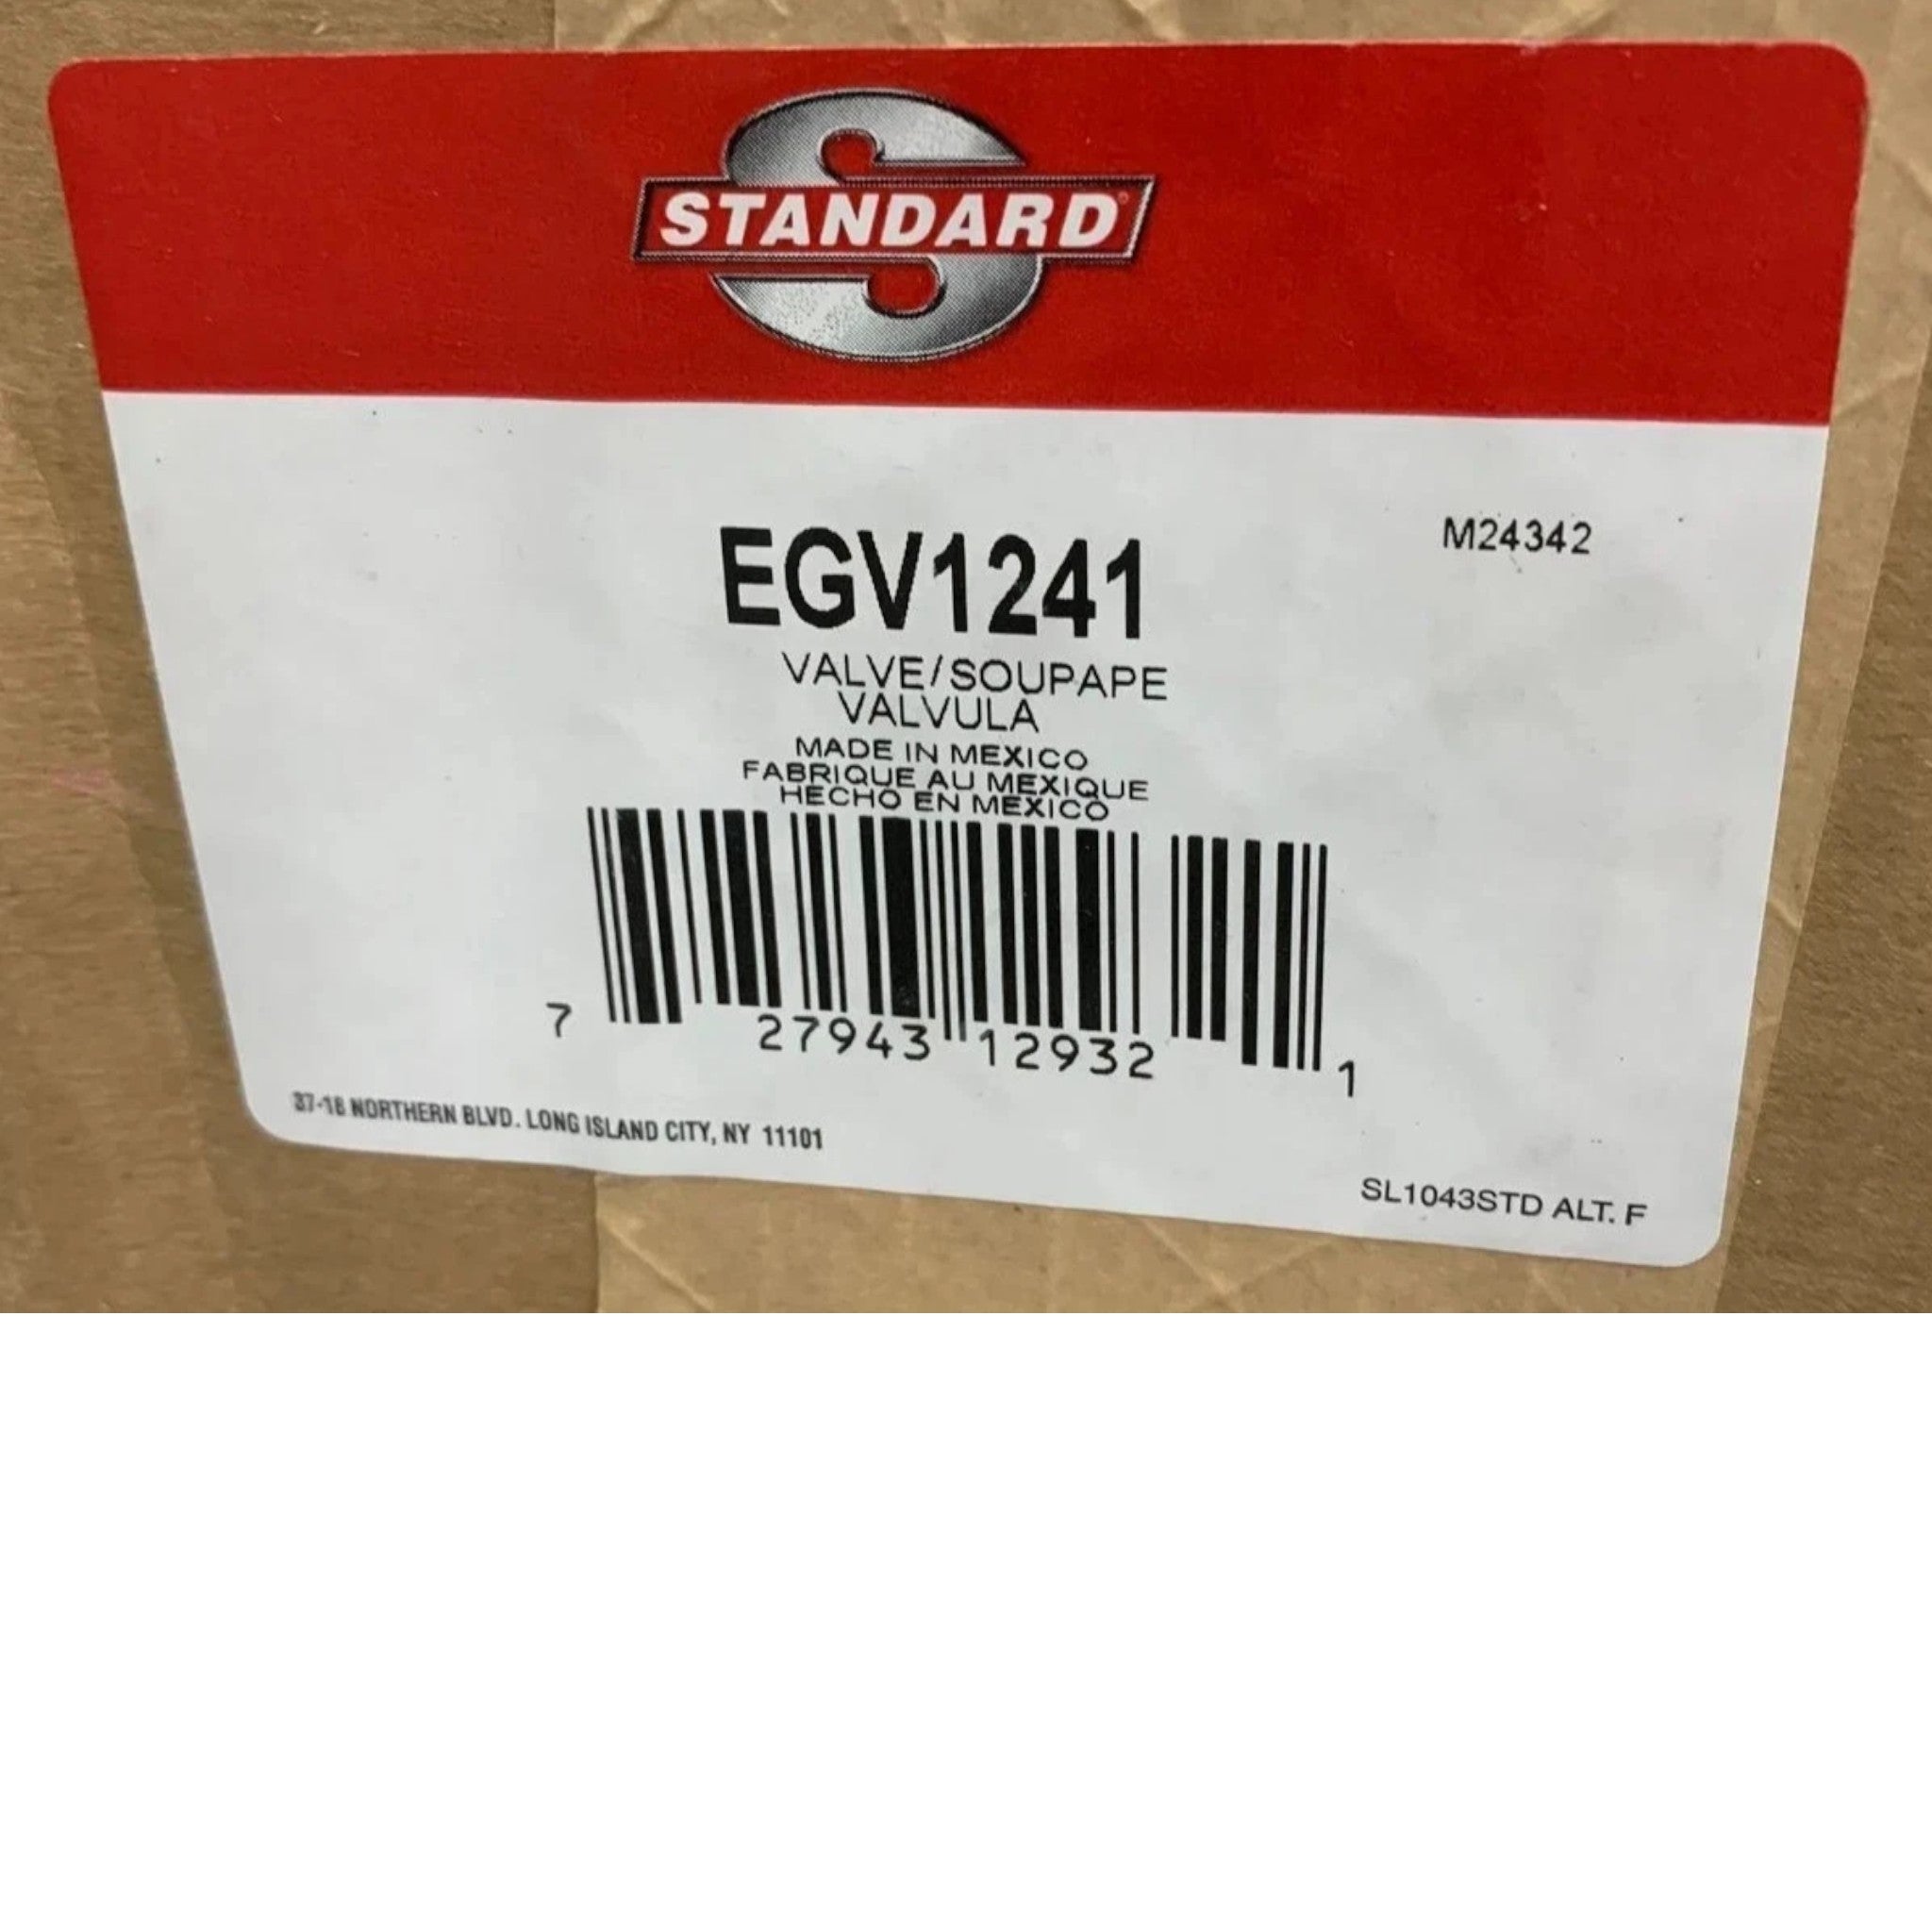 STANDARD®
EGV1241
M24342
VALVE/SOUPAPE
VALVULA
MADE IN MEXICO
FABRIQUE AU MEXIQUE
HECHO EN MEXICO
7 27943 12932 1
37-18 NORTHERN BLVD. LONG ISLAND CITY, NY 11101
SL1043STD ALT. F